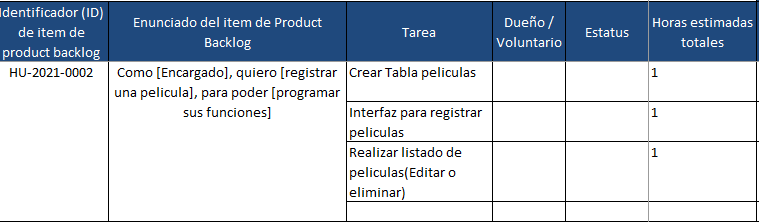 Identificador (ID)
de item de
product backlog
Enunciado del item de Product
Backlog
Tarea
Dueño /
Voluntario
Estatus
Horas estimadas
totales
HU-2021-0002
Como [Encargado], quiero [registrar
una pelicula], para poder [programar
sus funciones]
Crear Tabla peliculas
1
Interfaz para registrar
peliculas
1
Realizar listado de
peliculas(Editar o
eliminar)
1